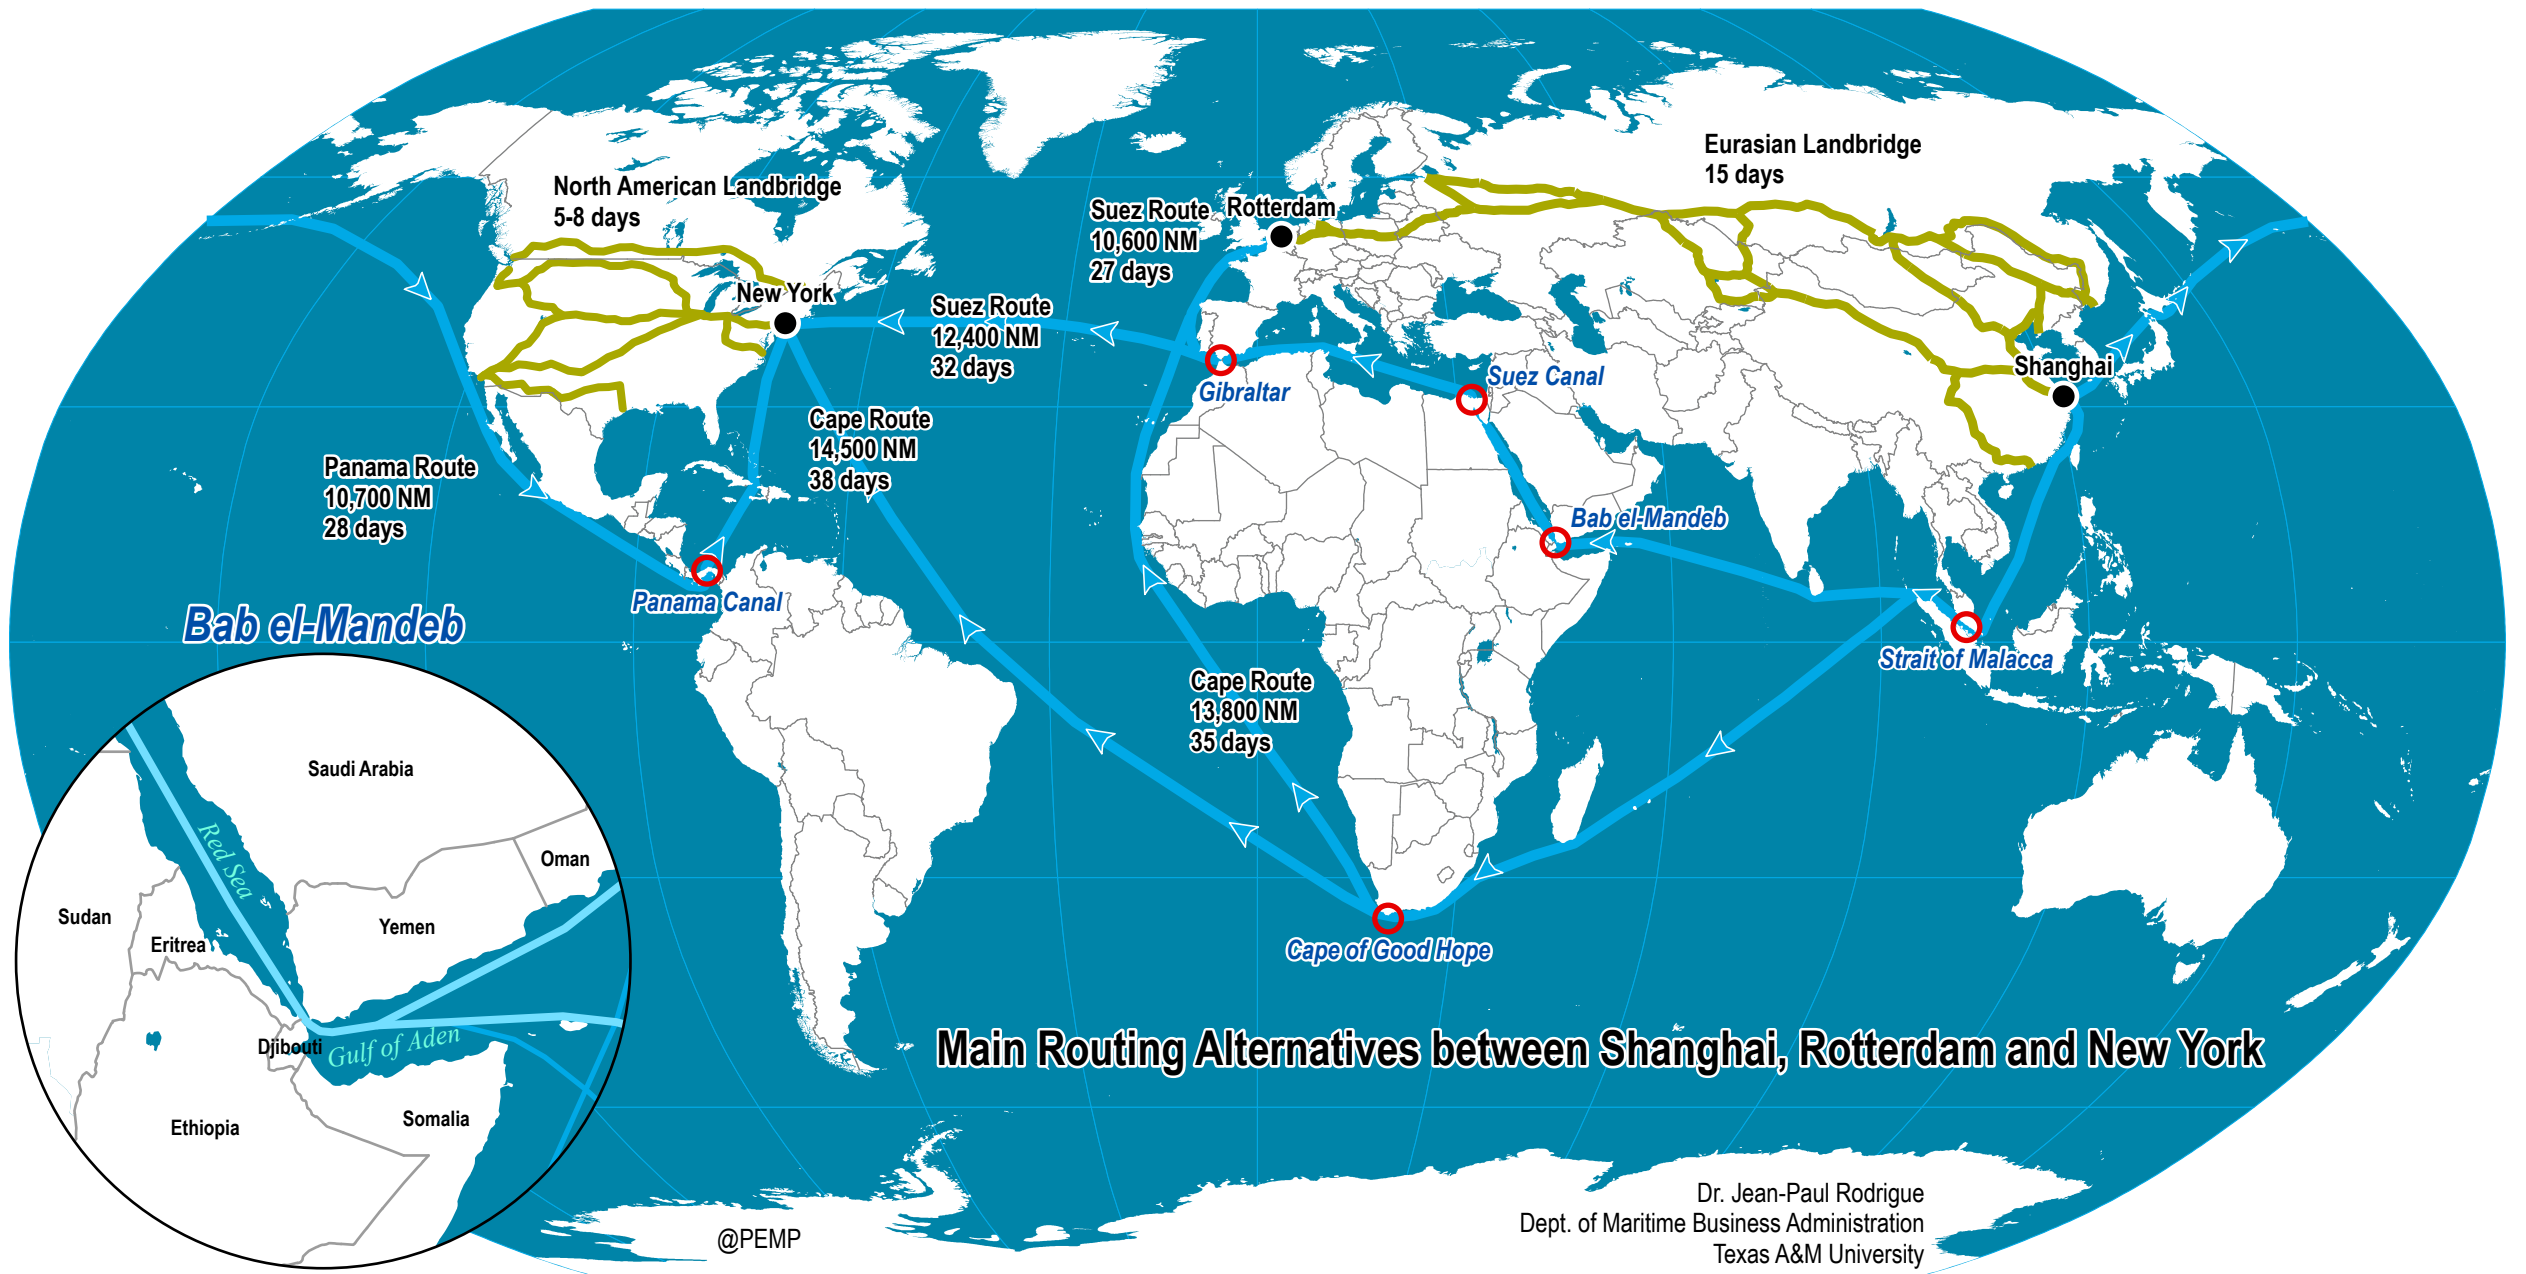 Eurasian Landbridge
15 days
North American Landbridge
5-8 days
Suez Route
10,600 NM
27 days
Rotterdam
New York
Suez Route
12,400 NM
32 days
Gibraltar
Suez Canal
Shanghai
Cape Route
14,500 NM
38 days
Panama Route
10,700 NM
28 days
Bab el-Mandeb
Panama Canal
Strait of Malacca
Bab el-Mandeb
Cape Route
13,800 NM
35 days
Saudi Arabia
Red Sea
Oman
Sudan
Yemen
Eritrea
Cape of Good Hope
Djibouti
Gulf of Aden
Somalia
Ethiopia
Main Routing Alternatives between Shanghai, Rotterdam and New York
@PEMP
Dr. Jean-Paul Rodrigue
Dept. of Maritime Business Administration
Texas A&M University